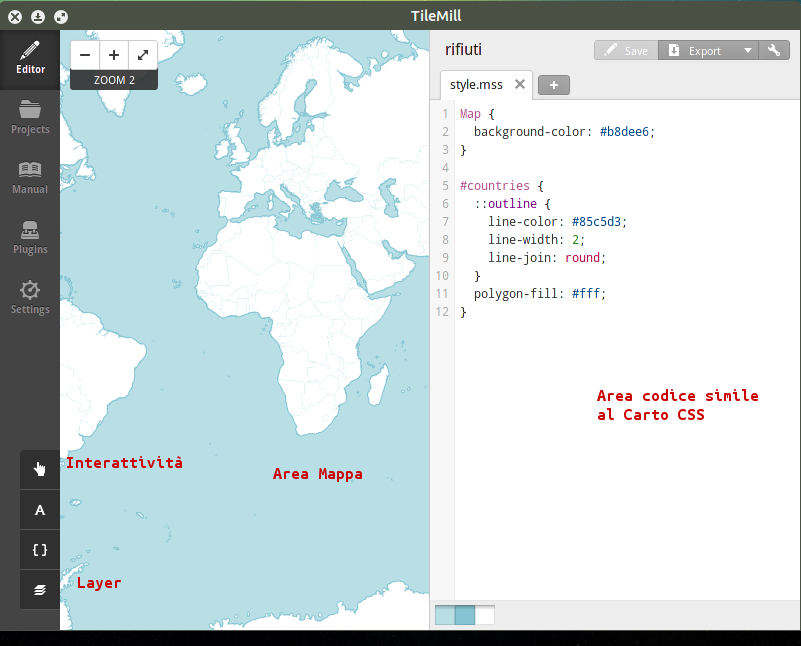 TileMill
Editor
Projects
Manual
Plugins
Settings
− +
ZOOM 2
rifiuti
Save
Export
style.mss
+
1 Map {
2 background-color: #b8dee6;
3 }
4
5 #countries {
6 ::outline {
7 line-color: #85c5d3;
8 line-width: 2;
9 line-join: round;
10 }
11 polygon-fill: #fff;
12 }
Area codice simile
al Carto CSS
Interattività
Area Mappa
A
{ }
Layer